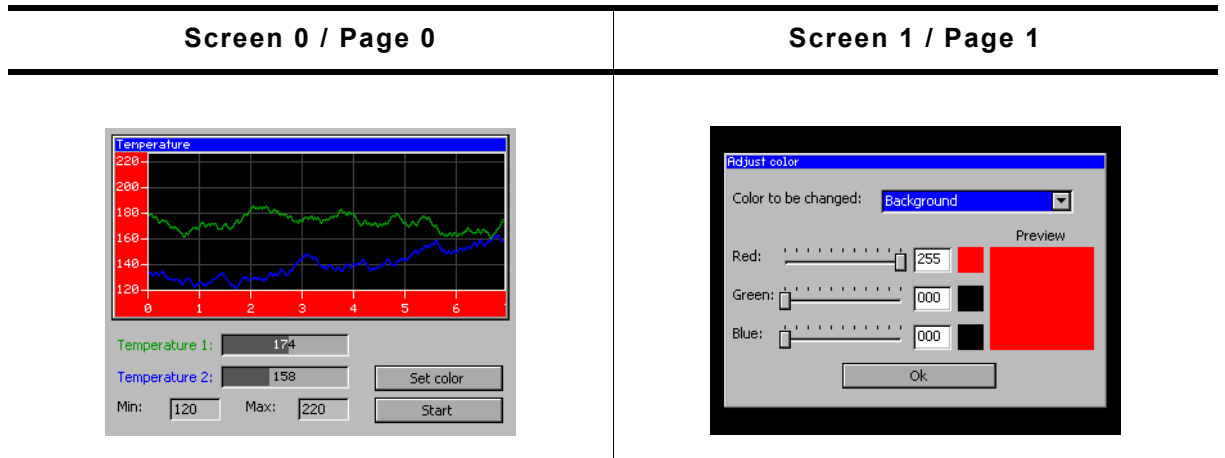 Screen 0 / Page 0
Screen 1 / Page 1
Temperature
220
200
180
160
140
120
0 1 2 3 4 5 6
Temperature 1: 174
Temperature 2: 158
Set color
Min: 120 Max: 220
Start
Adjust color
Color to be changed: Background
Preview
Red: 255
Green: 000
Blue: 000
Ok